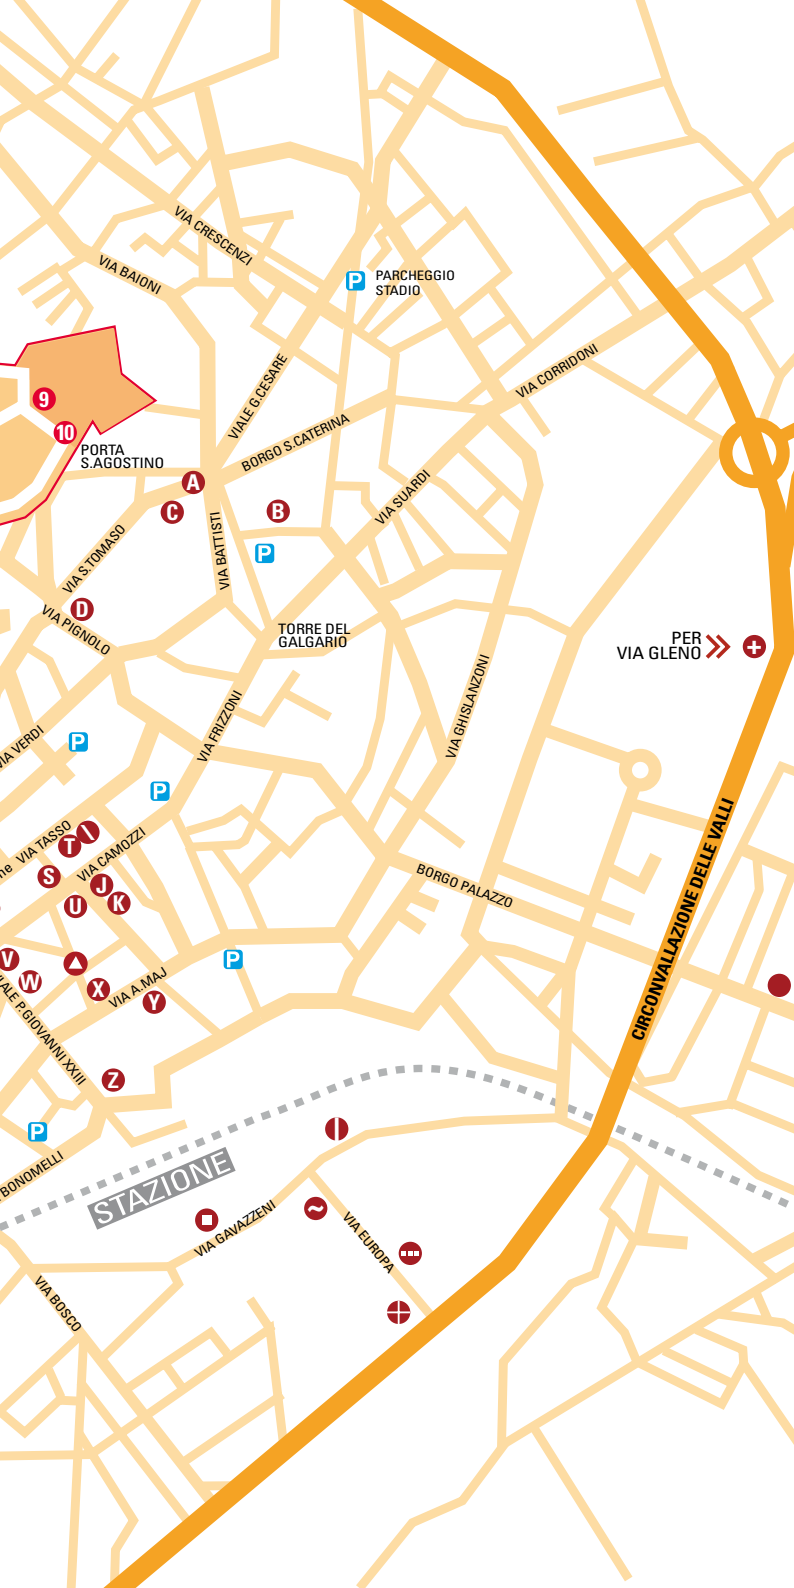 VIA CRESCENZI
VIA BAIONI
P
PARCHEGGIO
STADIO
VIALE G.CESARE
VIA CORRIDONI
9
10
PORTA
S.AGOSTINO
BORGO S.CATERINA
A
B
C
VIA SUARDI
VIA BATTISTI
P
VIA S.TOMASO
D
VIA PIGNOLO
TORRE DEL
GALGARIO
PER
VIA GLENO
VIA GHISLANZONI
VIA FRIZZONI
VIA VERDI
P
P
VIA TASSO
T
VIA CAMOZZI
S
J
K
U
BORGO PALAZZO
CIRCONVALLAZIONE DELLE VALLI
V
W
X
Y
VIA A.MAJ
P
IALE P.GIOVANNI XXIII
Z
P
BONOMELLI
STAZIONE
VIA GAVAZZENI
VIA EUROPA
VIA BOSCO